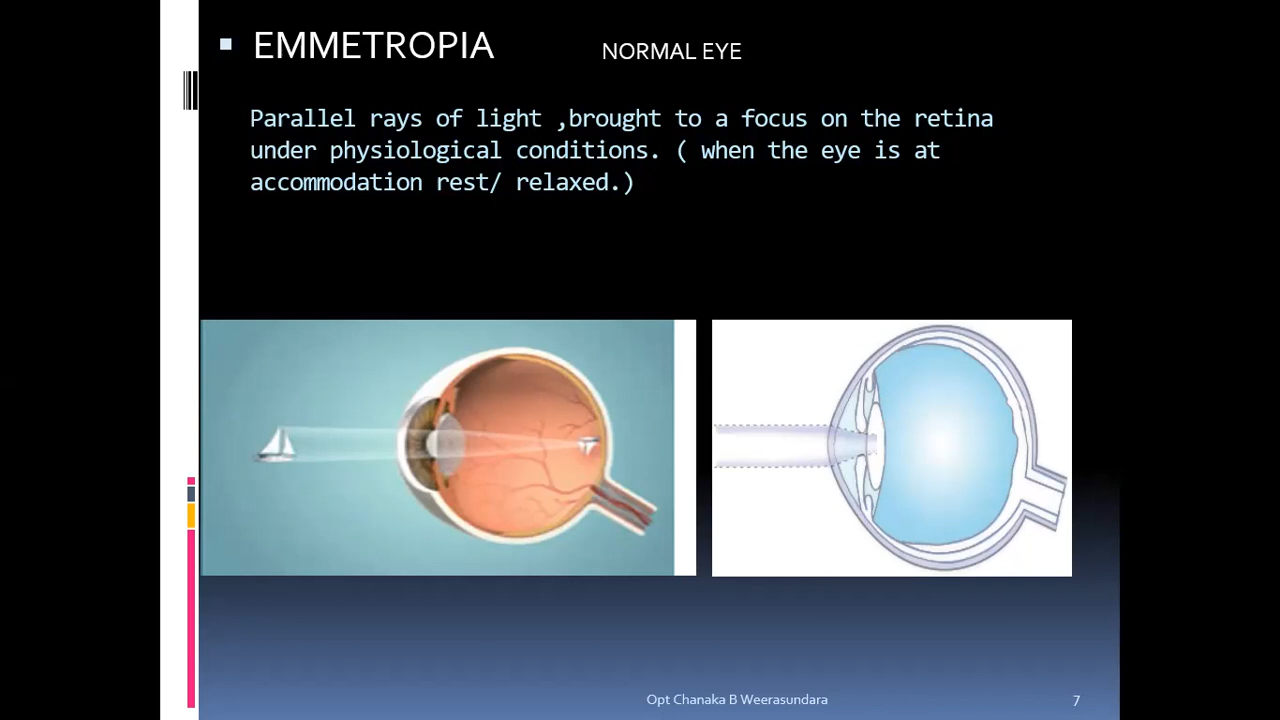 EMMETROPIA NORMAL EYE
Parallel rays of light ,brought to a focus on the retina
under physiological conditions. ( when the eye is at
accommodation rest/ relaxed.)
Opt Chanaka B Weerasundara 7